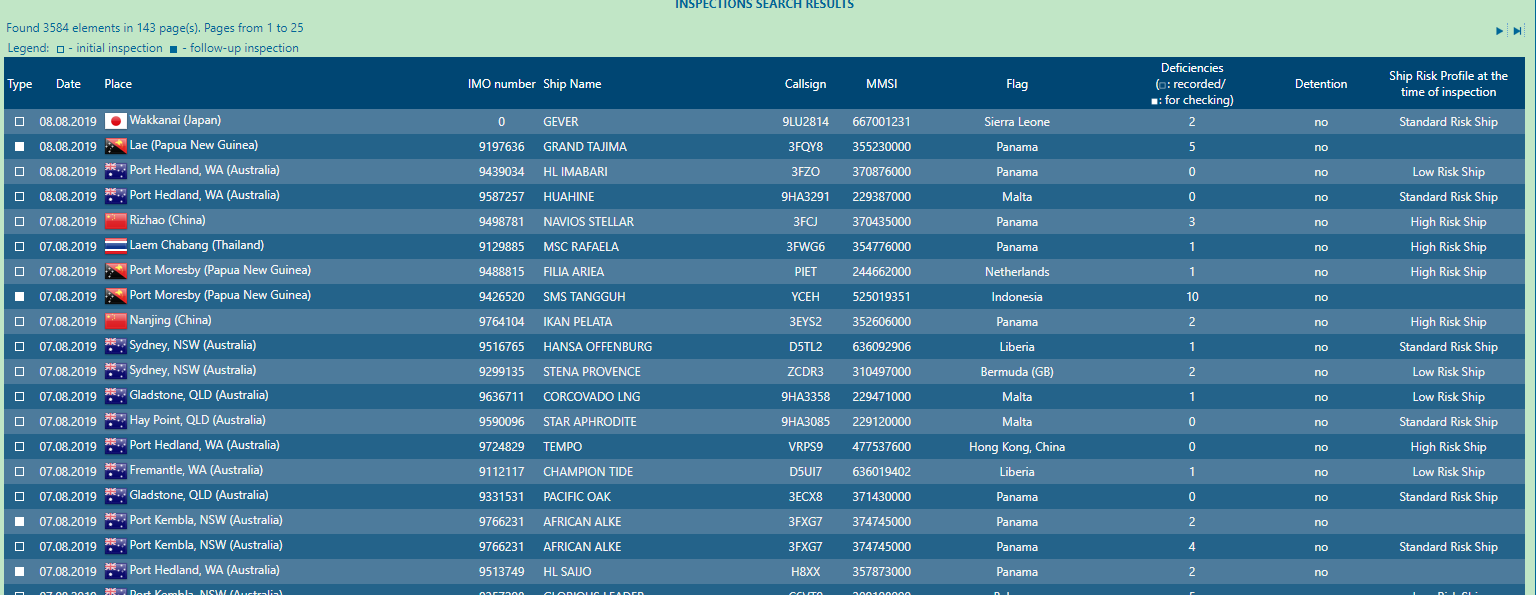 INSPECTIONS SEARCH RESULTS
Found 3584 elements in 143 page(s). Pages from 1 to 25
Legend: - initial inspection - follow-up inspection
Type Date Place IMO number Ship Name Callsign MMSI Flag Deficiencies (□: recorded/ ■: for checking) Detention Ship Risk Profile at the time of inspection
08.08.2019 Wakkanai (Japan) 0 GEVER 9LU2814 667001231 Sierra Leone 2 no Standard Risk Ship
08.08.2019 Lae (Papua New Guinea) 9197636 GRAND TAJIMA 3FQY8 355230000 Panama 5 no
08.08.2019 Port Hedland, WA (Australia) 9439034 HL IMABARI 3FZO 370876000 Panama 0 no Low Risk Ship
08.08.2019 Port Hedland, WA (Australia) 9587257 HUAHINE 9HA3291 229387000 Malta 0 no Standard Risk Ship
07.08.2019 Rizhao (China) 9498781 NAVIOS STELLAR 3FCJ 370435000 Panama 3 no High Risk Ship
07.08.2019 Laem Chabang (Thailand) 9129885 MSC RAFAELA 3FWG6 354776000 Panama 1 no High Risk Ship
07.08.2019 Port Moresby (Papua New Guinea) 9488815 FILIA ARIEA PIET 244662000 Netherlands 1 no High Risk Ship
07.08.2019 Port Moresby (Papua New Guinea) 9426520 SMS TANGGUH YCEH 525019351 Indonesia 10 no
07.08.2019 Nanjing (China) 9764104 IKAN PELATA 3EYS2 352606000 Panama 2 no High Risk Ship
07.08.2019 Sydney, NSW (Australia) 9516765 HANSA OFFENBURG D5TL2 636092906 Liberia 1 no Standard Risk Ship
07.08.2019 Sydney, NSW (Australia) 9299135 STENA PROVENCE ZCDR3 310497000 Bermuda (GB) 2 no Low Risk Ship
07.08.2019 Gladstone, QLD (Australia) 9636711 CORCOVADO LNG 9HA3358 229471000 Malta 1 no Low Risk Ship
07.08.2019 Hay Point, QLD (Australia) 9590096 STAR APHRODITE 9HA3085 229120000 Malta 0 no Standard Risk Ship
07.08.2019 Port Hedland, WA (Australia) 9724829 TEMPO VRPS9 477537600 Hong Kong, China 0 no High Risk Ship
07.08.2019 Fremantle, WA (Australia) 9112117 CHAMPION TIDE D5UI7 636019402 Liberia 1 no Low Risk Ship
07.08.2019 Gladstone, QLD (Australia) 9331531 PACIFIC OAK 3ECX8 371430000 Panama 0 no Standard Risk Ship
07.08.2019 Port Kembla, NSW (Australia) 9766231 AFRICAN ALKE 3FXG7 374745000 Panama 2 no
07.08.2019 Port Kembla, NSW (Australia) 9766231 AFRICAN ALKE 3FXG7 374745000 Panama 4 no Standard Risk Ship
07.08.2019 Port Hedland, WA (Australia) 9513749 HL SAIJO H8XX 357873000 Panama 2 no
07.08.2019 Port Kembla, NSW (Australia) GLORIOUS LEADER